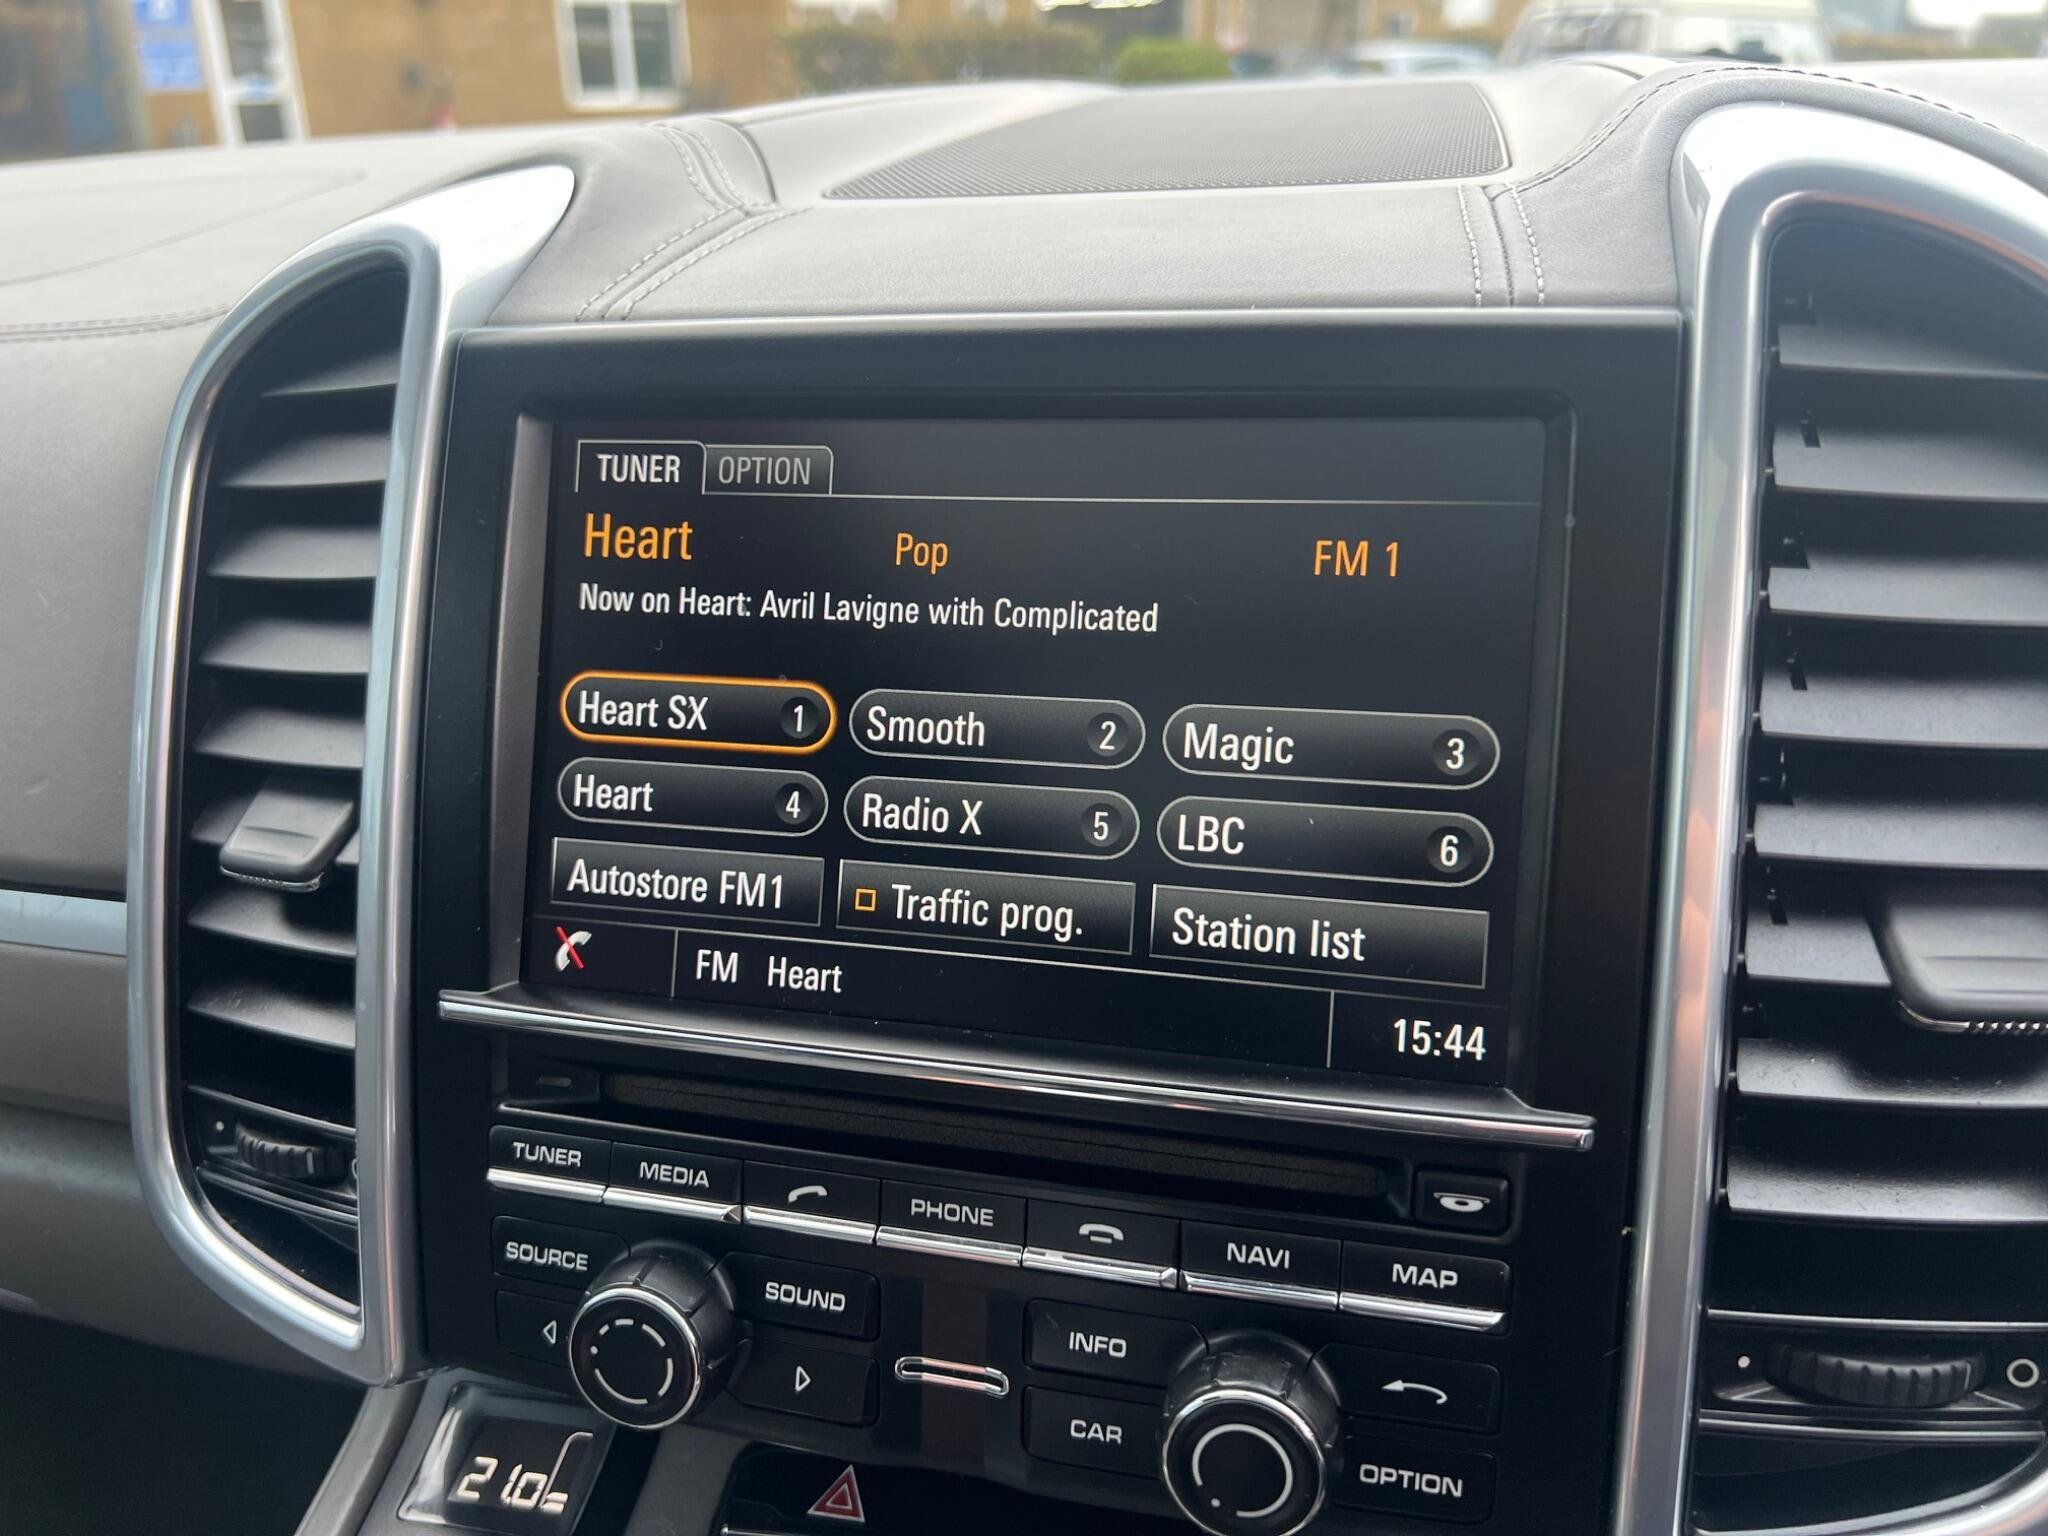 TUNER OPTION
Heart Pop FM 1
Now on Heart: Avril Lavigne with Complicated
Heart SX 1 Smooth 2 Magic 3
Heart 4 Radio X 5 LBC 6
Autostore FM1 Traffic prog. Station list
FM Heart
15:44
TUNER MEDIA PHONE NAVI MAP
SOURCE SOUND INFO
CAR OPTION
21.0